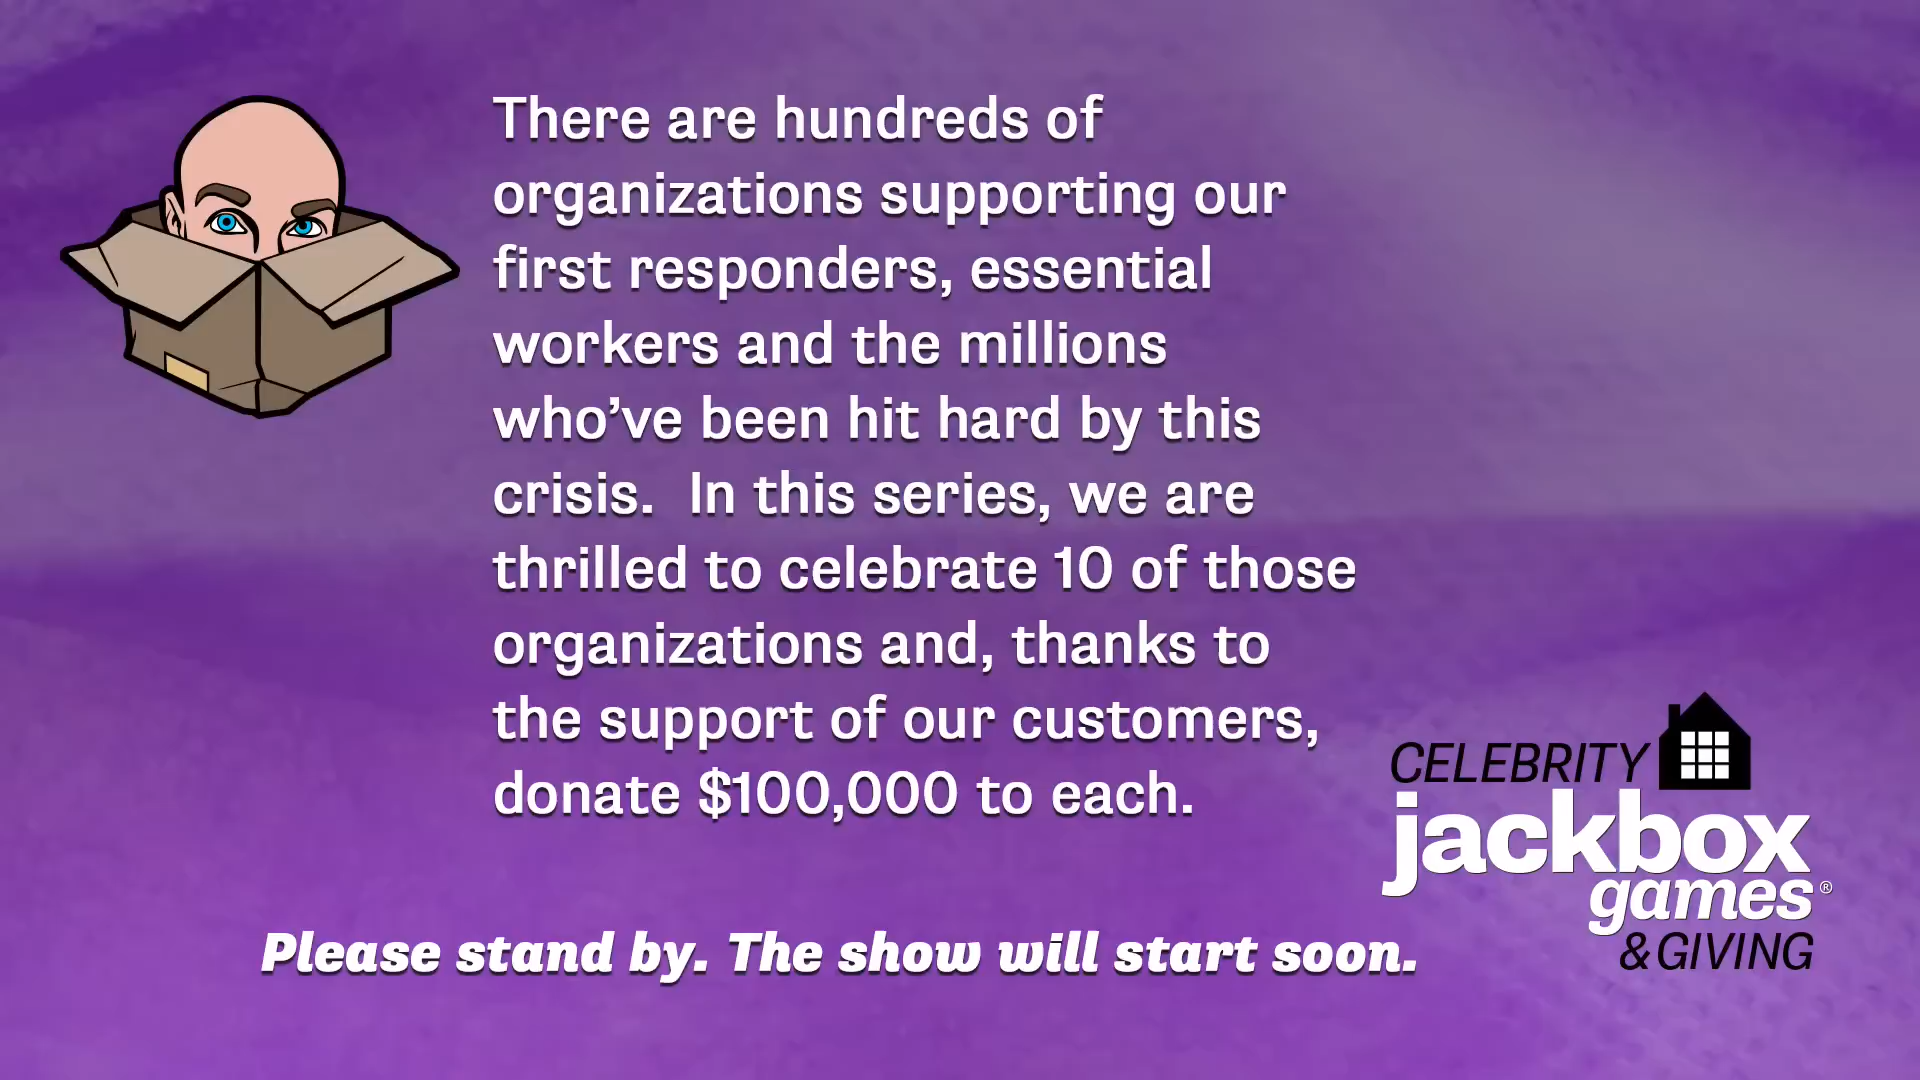 There are hundreds of
organizations supporting our
first responders, essential
workers and the millions
who’ve been hit hard by this
crisis.  In this series, we are
thrilled to celebrate 10 of those
organizations and, thanks to
the support of our customers,
donate $100,000 to each.
CELEBRITY
jackbox
games®
& GIVING
Please stand by. The show will start soon.